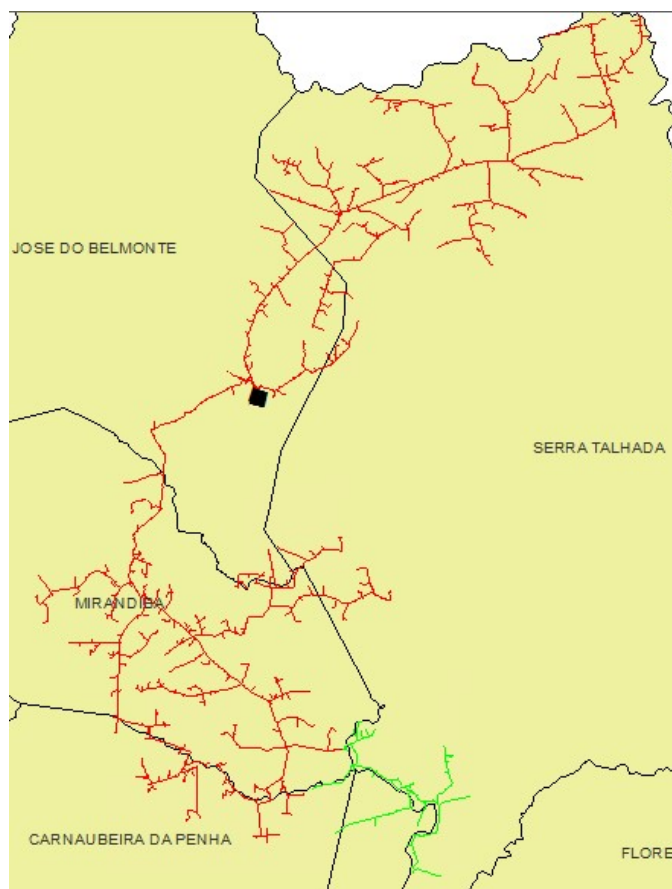 JOSE DO BELMONTE
SERRA TALHADA
MIRANDIBA
CARNAUBEIRA DA PENHA
FLORE